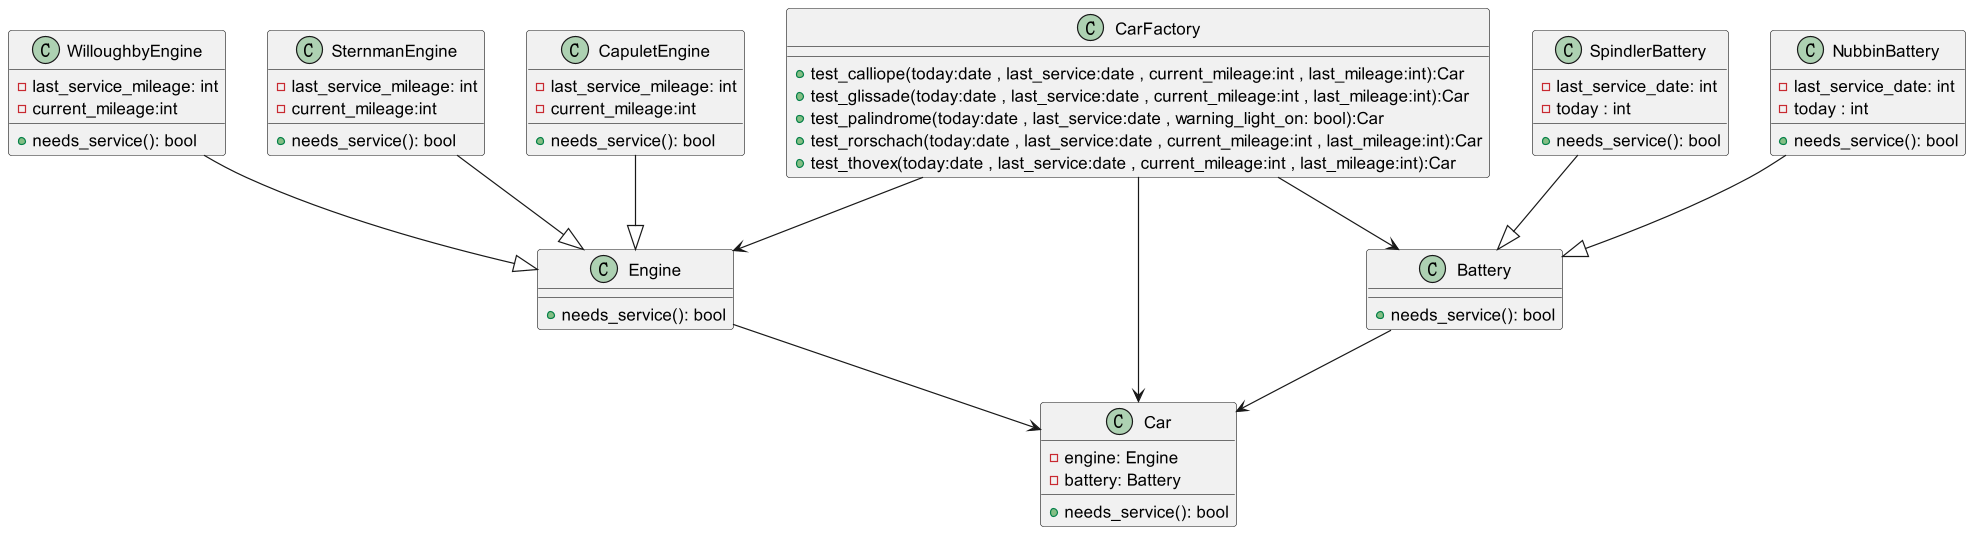 C WilloughbyEngine
last_service_mileage: int
current_mileage:int
needs_service(): bool
C SternmanEngine
last_service_mileage: int
current_mileage:int
needs_service(): bool
C CapuletEngine
last_service_mileage: int
current_mileage:int
needs_service(): bool
C CarFactory
test_calliope(today:date , last_service:date , current_mileage:int , last_mileage:int):Car
test_glissade(today:date , last_service:date , current_mileage:int , last_mileage:int):Car
test_palindrome(today:date , last_service:date , warning_light_on: bool):Car
test_rorschach(today:date , last_service:date , current_mileage:int , last_mileage:int):Car
test_thovex(today:date , last_service:date , current_mileage:int , last_mileage:int):Car
C SpindlerBattery
last_service_date: int
today : int
needs_service(): bool
C NubbinBattery
last_service_date: int
today : int
needs_service(): bool
C Engine
needs_service(): bool
C Battery
needs_service(): bool
C Car
engine: Engine
battery: Battery
needs_service(): bool